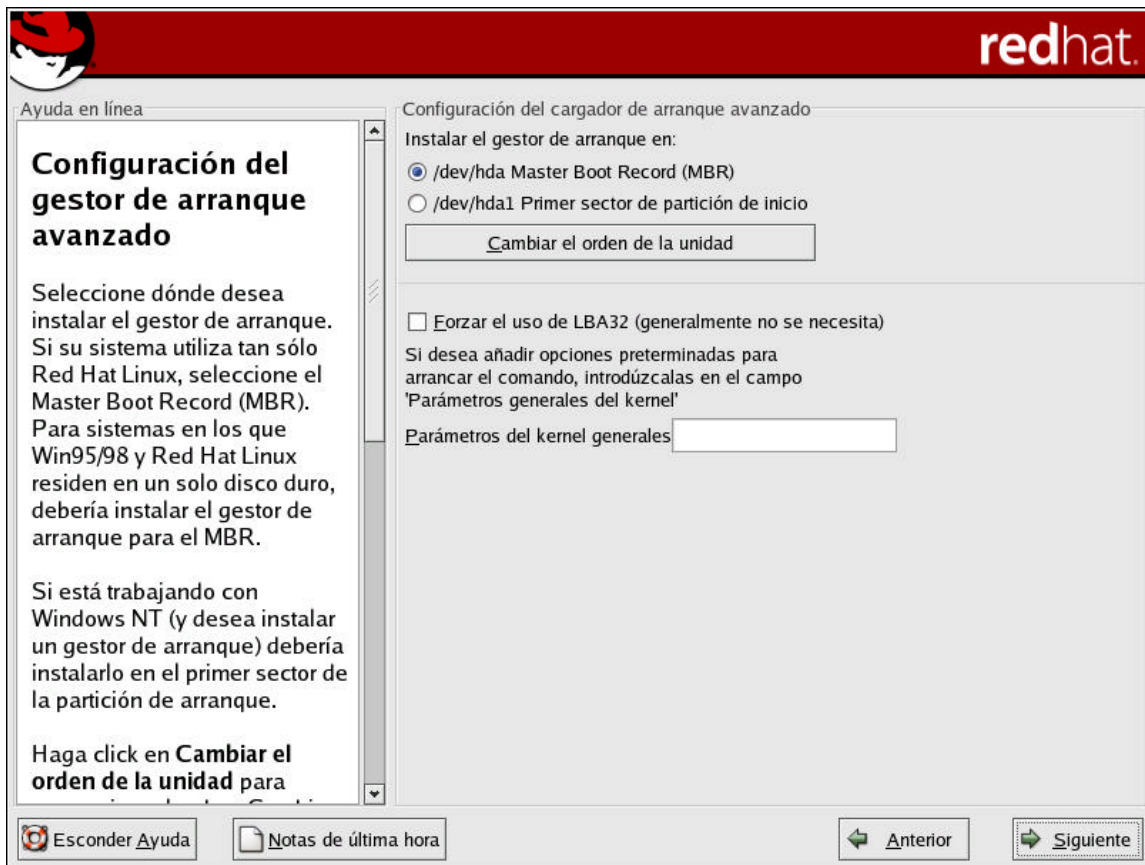 redhat.
Ayuda en línea
Configuración del
gestor de arranque
avanzado
Seleccione dónde desea
instalar el gestor de arranque.
Si su sistema utiliza tan sólo
Red Hat Linux, seleccione el
Master Boot Record (MBR).
Para sistemas en los que
Win95/98 y Red Hat Linux
residen en un solo disco duro,
debería instalar el gestor de
arranque para el MBR.
Si está trabajando con
Windows NT (y desea instalar
un gestor de arranque) debería
instalarlo en el primer sector de
la partición de arranque.
Haga click en Cambiar el
orden de la unidad para
Configuración del cargador de arranque avanzado
Instalar el gestor de arranque en:
/dev/hda Master Boot Record (MBR)
/dev/hda1 Primer sector de partición de inicio
Cambiar el orden de la unidad
Forzar el uso de LBA32 (generalmente no se necesita)
Si desea añadir opciones preterminadas para
arrancar el comando, introdúzcalas en el campo
'Parámetros generales del kernel'
Parámetros del kernel generales
Esconder Ayuda
Notas de última hora
Anterior
Siguiente